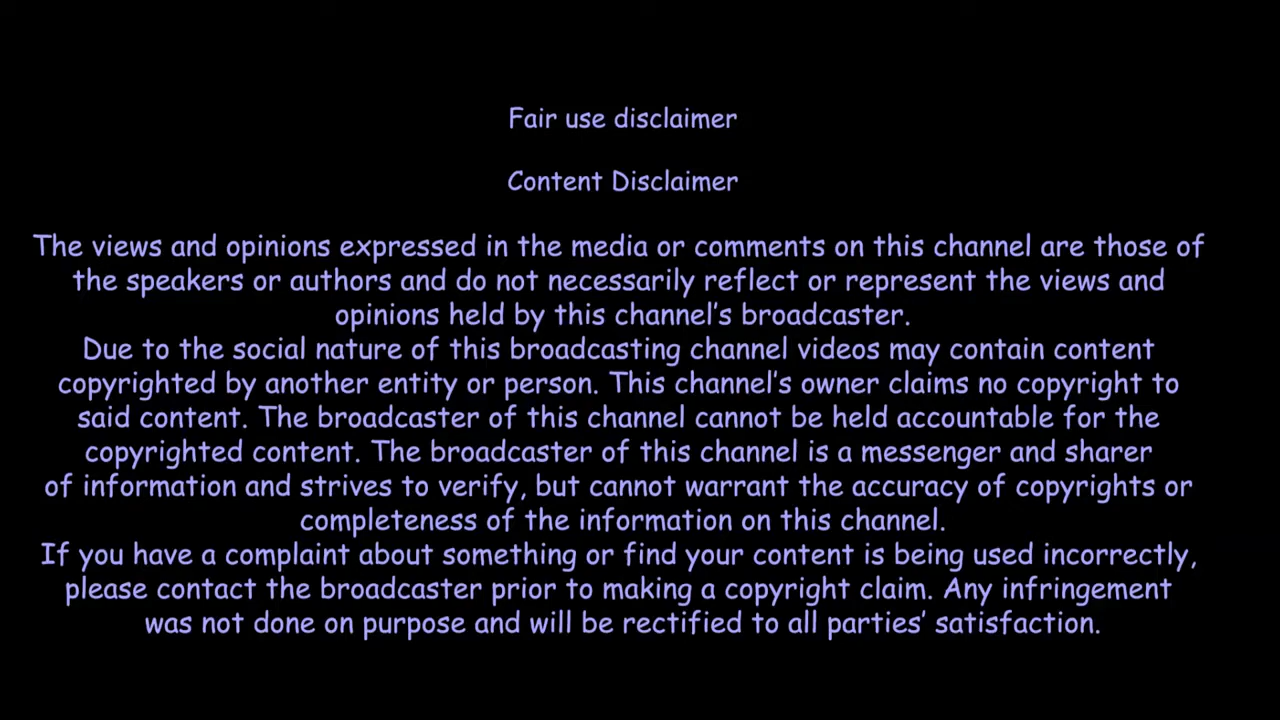 Fair use disclaimer
Content Disclaimer
The views and opinions expressed in the media or comments on this channel are those of
the speakers or authors and do not necessarily reflect or represent the views and
opinions held by this channel’s broadcaster.
Due to the social nature of this broadcasting channel videos may contain content
copyrighted by another entity or person. This channel’s owner claims no copyright to
said content. The broadcaster of this channel cannot be held accountable for the
copyrighted content. The broadcaster of this channel is a messenger and sharer
of information and strives to verify, but cannot warrant the accuracy of copyrights or
completeness of the information on this channel.
If you have a complaint about something or find your content is being used incorrectly,
please contact the broadcaster prior to making a copyright claim. Any infringement
was not done on purpose and will be rectified to all parties’ satisfaction.